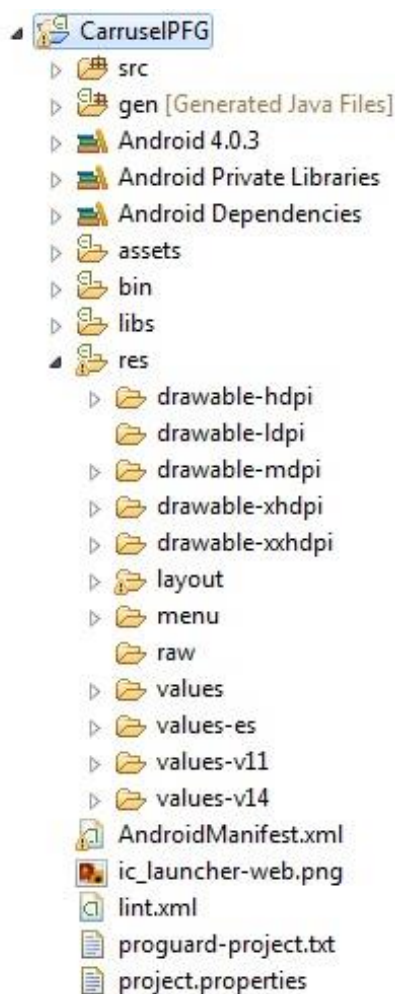 CarruselPFG
src
gen [Generated Java Files]
Android 4.0.3
Android Private Libraries
Android Dependencies
assets
bin
libs
res
drawable-hdpi
drawable-ldpi
drawable-mdpi
drawable-xhdpi
drawable-xxhdpi
layout
menu
raw
values
values-es
values-v11
values-v14
AndroidManifest.xml
ic_launcher-web.png
lint.xml
proguard-project.txt
project.properties